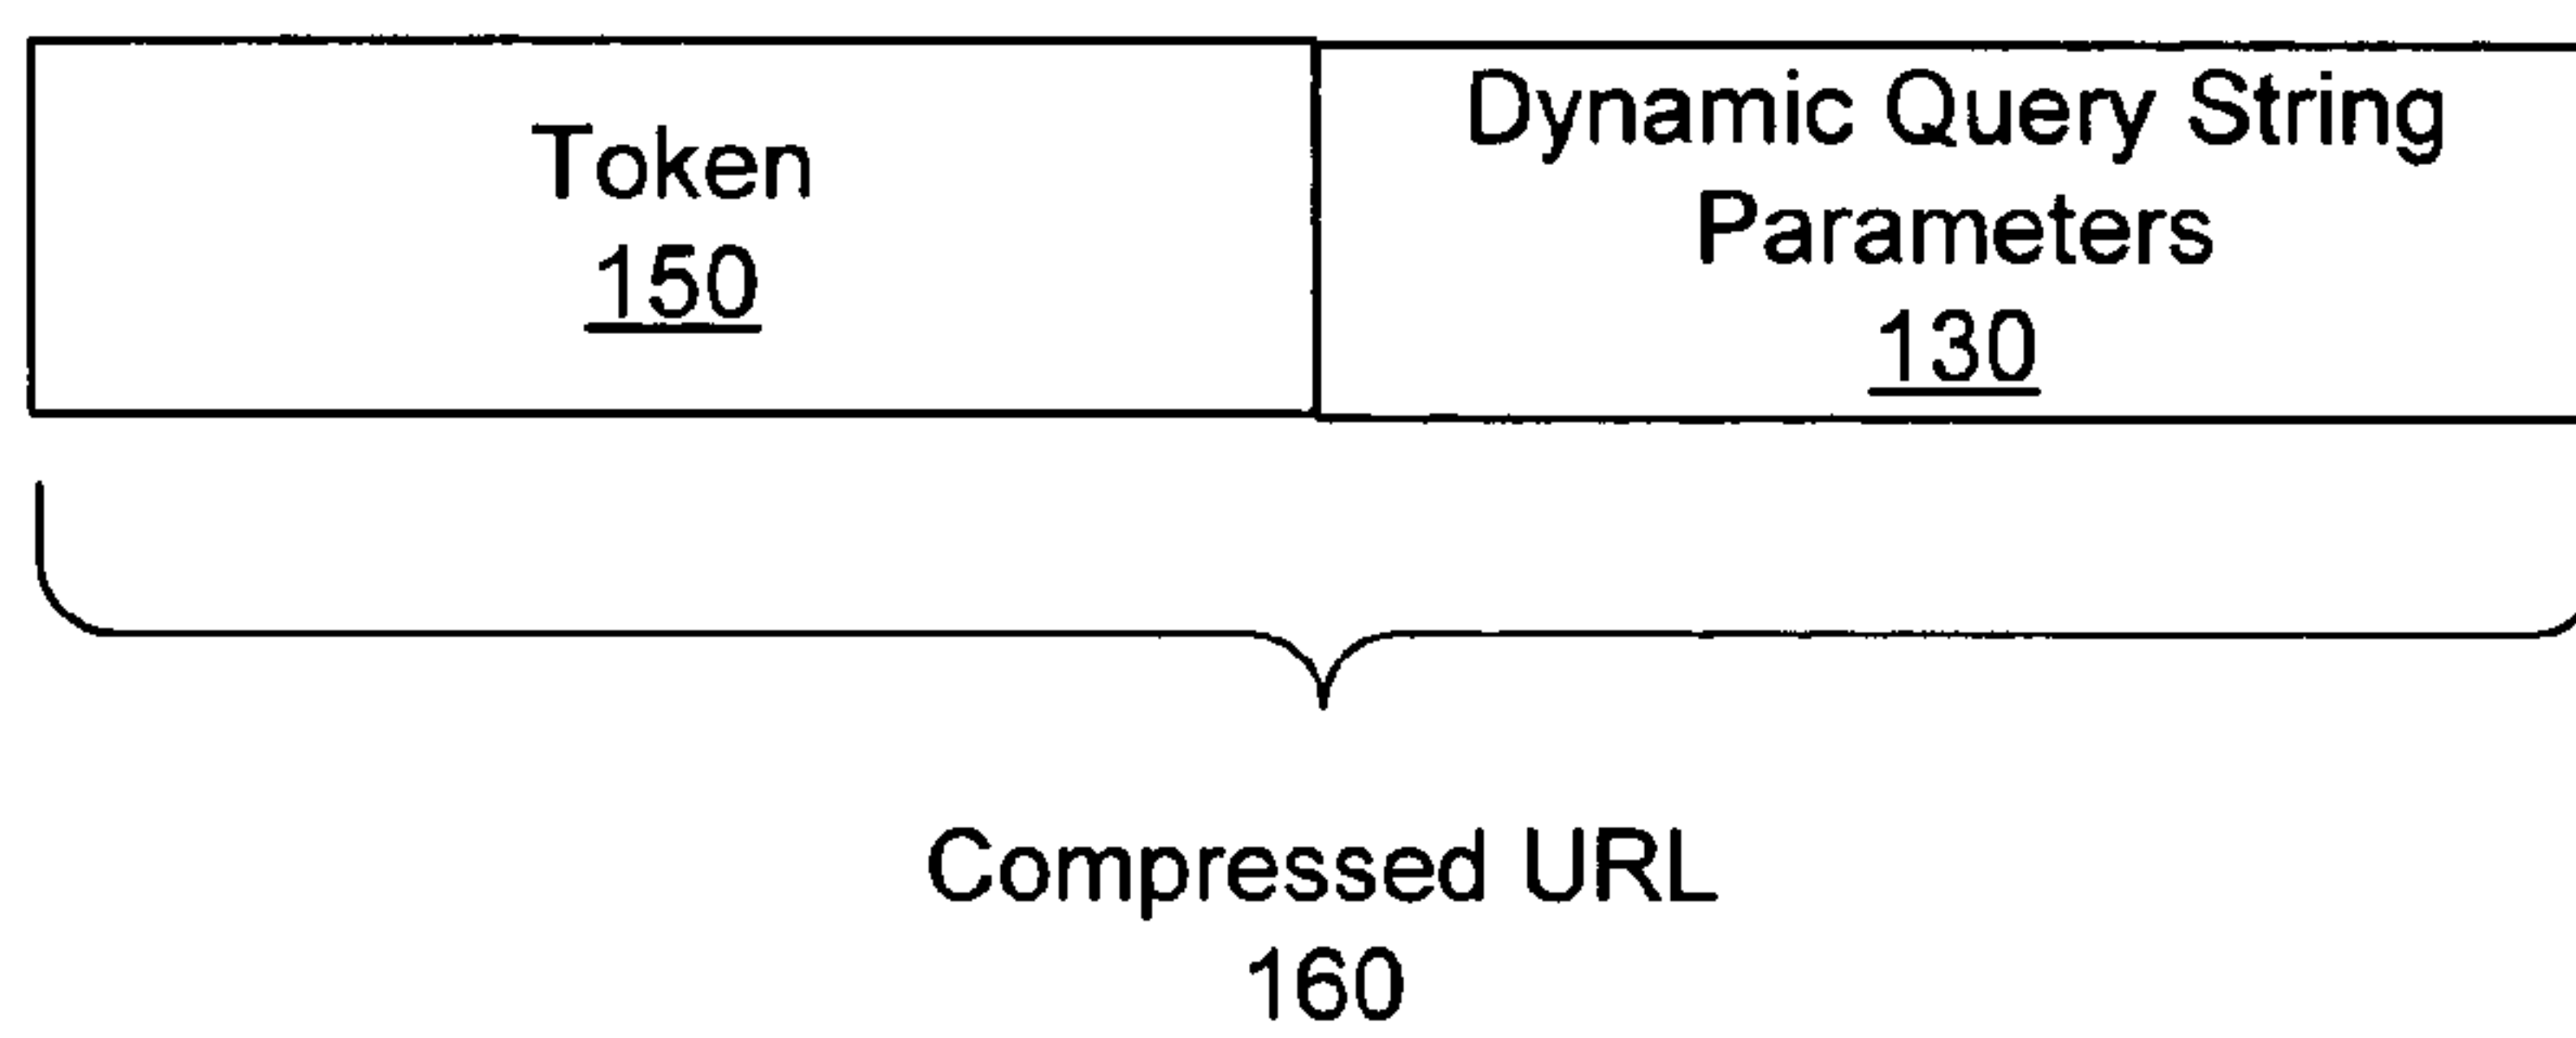 Token
150
Dynamic Query String
Parameters
130
Compressed URL
160